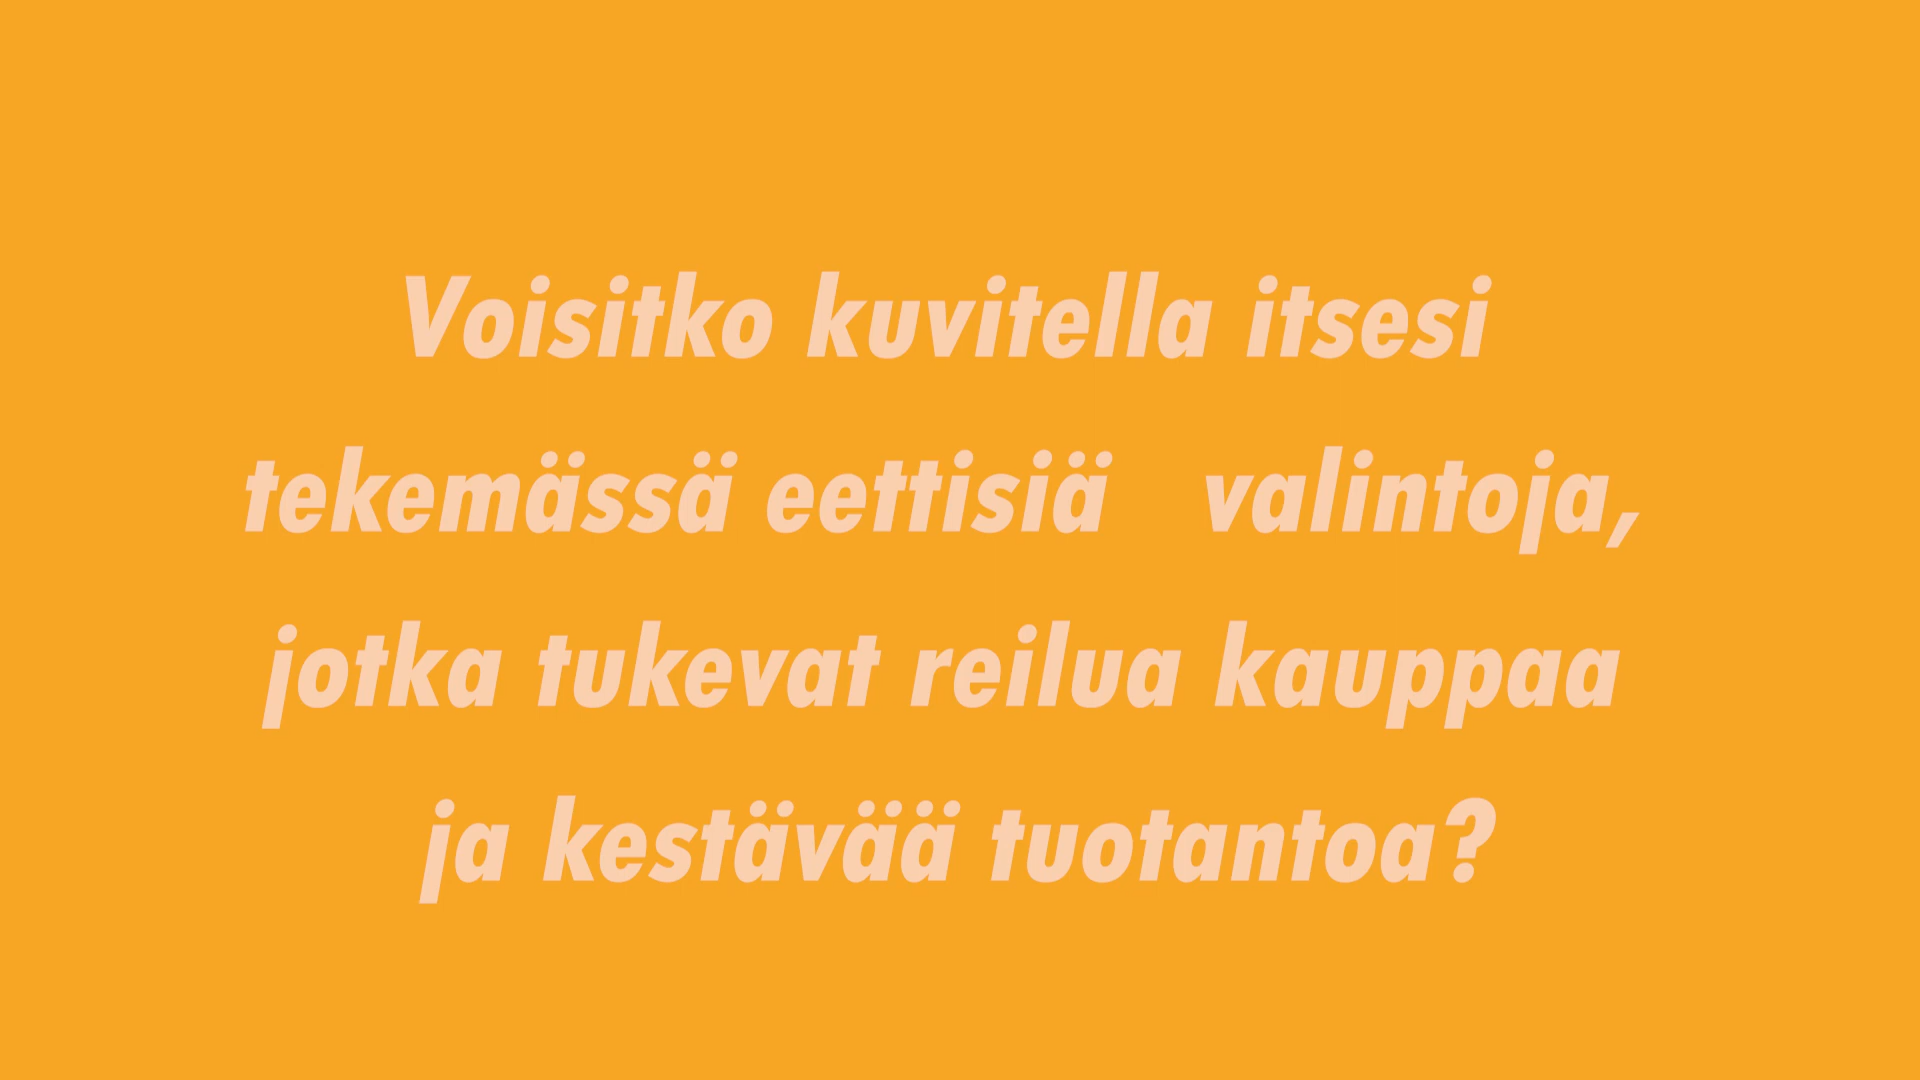 Voisitko kuvitella itsesi
tekemässä eettisiä valintoja,
jotka tukevat reilua kauppaa
ja kestävää tuotantoa?